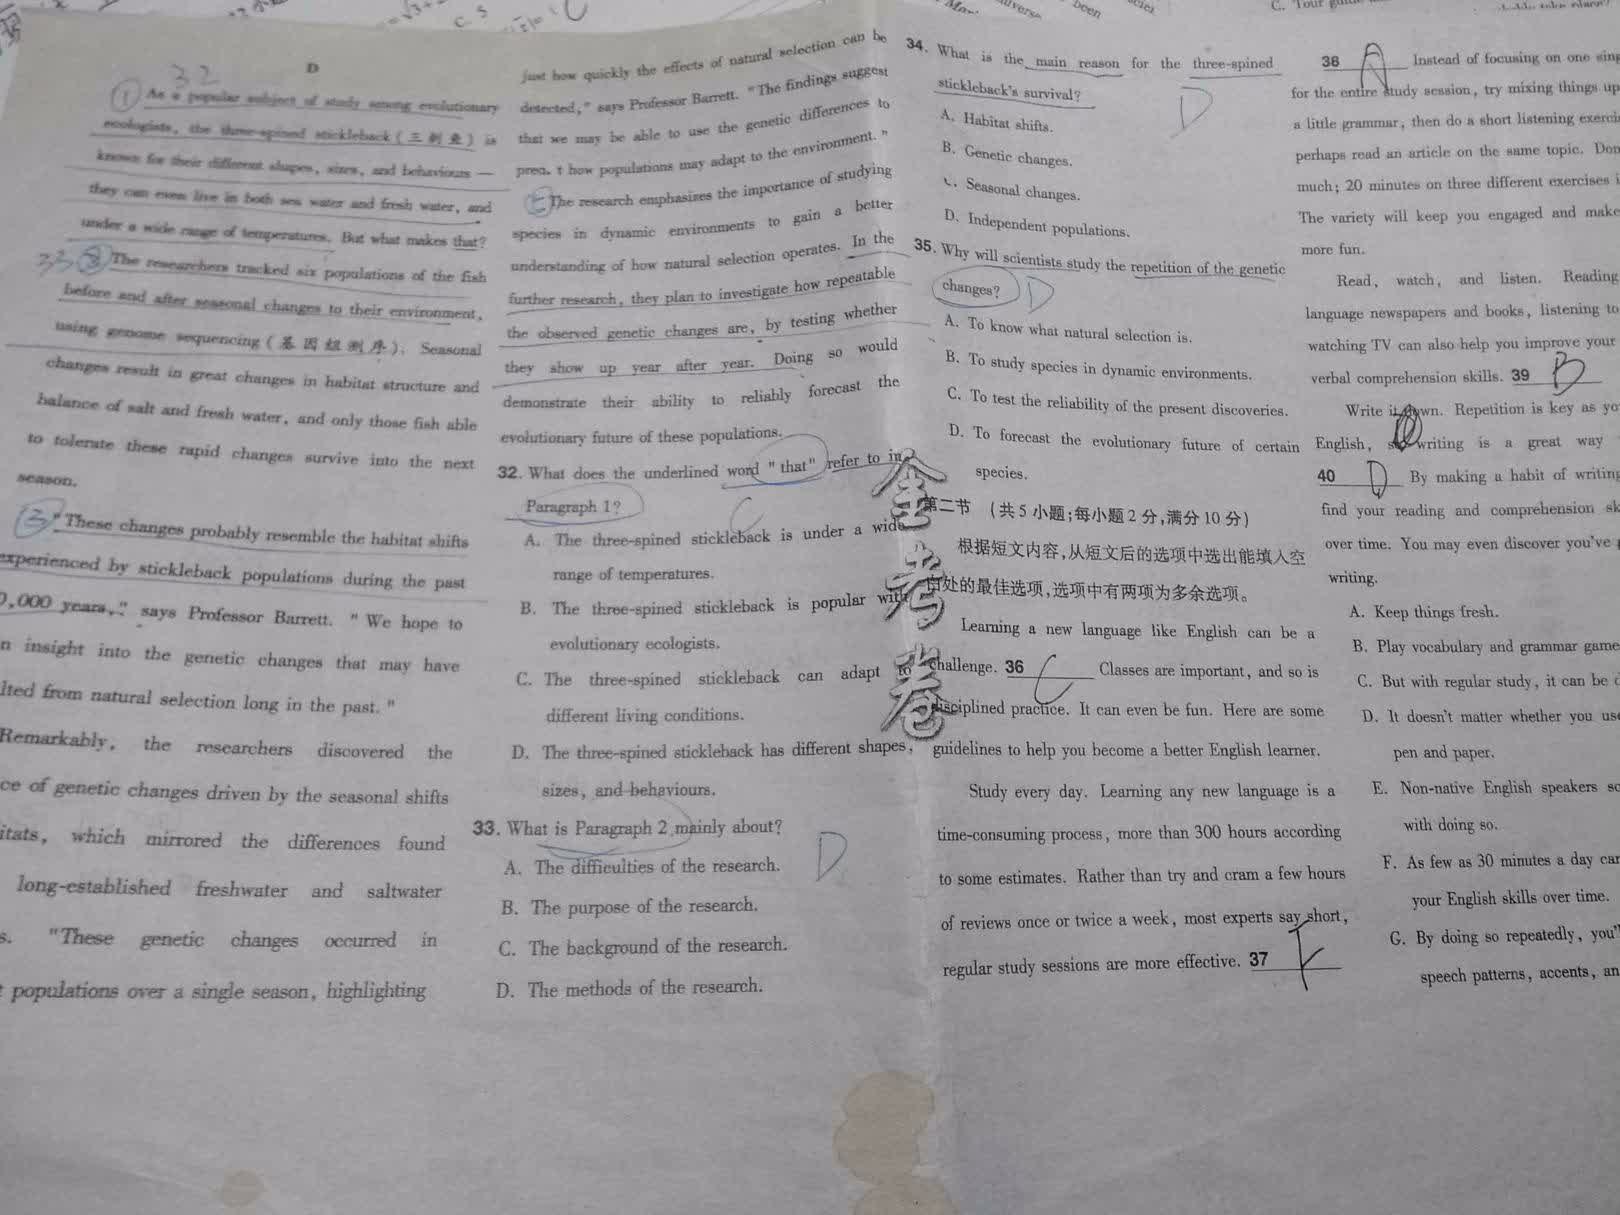 32
D
① As a popular subject of study among evolutionary
ecologists, the three-spined stickleback (三刺鱼) is
known for their different shapes, sizes, and behaviours —
they can even live in both sea water and fresh water, and
under a wide range of temperatures. But what makes that?
33 ② The researchers tracked six populations of the fish
before and after seasonal changes to their environment,
using genome sequencing (基因组测序). Seasonal
changes result in great changes in habitat structure and
balance of salt and fresh water, and only those fish able
to tolerate these rapid changes survive into the next
season.
③ "These changes probably resemble the habitat shifts
experienced by stickleback populations during the past
0,000 years," says Professor Barrett. "We hope to
n insight into the genetic changes that may have
lted from natural selection long in the past."
Remarkably, the researchers discovered the
ce of genetic changes driven by the seasonal shifts
itats, which mirrored the differences found
long-established freshwater and saltwater
s. "These genetic changes occurred in
t populations over a single season, highlighting
just how quickly the effects of natural selection can be
detected," says Professor Barrett. "The findings suggest
that we may be able to use the genetic differences to
t how populations may adapt to the environment."
The research emphasizes the importance of studying
species in dynamic environments to gain a better
understanding of how natural selection operates. In the
further research, they plan to investigate how repeatable
the observed genetic changes are, by testing whether
they show up year after year. Doing so would
demonstrate their ability to reliably forecast the
evolutionary future of these populations.
32. What does the underlined word "that" refer to in
Paragraph 1?
C
A. The three-spined stickleback is under a wide
range of temperatures.
B. The three-spined stickleback is popular with
evolutionary ecologists.
C. The three-spined stickleback can adapt to
different living conditions.
D. The three-spined stickleback has different shapes,
sizes, and behaviours.
33. What is Paragraph 2 mainly about?
D
A. The difficulties of the research.
B. The purpose of the research.
C. The background of the research.
D. The methods of the research.
34. What is the main reason for the three-spined
stickleback's survival?
D
A. Habitat shifts.
B. Genetic changes.
C. Seasonal changes.
D. Independent populations.
35. Why will scientists study the repetition of the genetic
changes? D
A. To know what natural selection is.
B. To study species in dynamic environments.
C. To test the reliability of the present discoveries.
D. To forecast the evolutionary future of certain
species.
金考卷
第二节 (共5小题;每小题2分,满分10分)
根据短文内容,从短文后的选项中选出能填入空
白处的最佳选项,选项中有两项为多余选项。
Learning a new language like English can be a
challenge. 36 C Classes are important, and so is
disciplined practice. It can even be fun. Here are some
guidelines to help you become a better English learner.
Study every day. Learning any new language is a
time-consuming process, more than 300 hours according
to some estimates. Rather than try and cram a few hours
of reviews once or twice a week, most experts say short,
regular study sessions are more effective. 37 F
38 A Instead of focusing on one sing
for the entire study session, try mixing things up
a little grammar, then do a short listening exerci
perhaps read an article on the same topic. Don
much; 20 minutes on three different exercises i
The variety will keep you engaged and make
more fun.
Read, watch, and listen. Reading
language newspapers and books, listening to
watching TV can also help you improve your
verbal comprehension skills. 39 B
Write it down. Repetition is key as yo
English, so writing is a great way
40 D By making a habit of writing
find your reading and comprehension sk
over time. You may even discover you've
writing.
A. Keep things fresh.
B. Play vocabulary and grammar game
C. But with regular study, it can be
D. It doesn't matter whether you use
pen and paper.
E. Non-native English speakers
with doing so.
F. As few as 30 minutes a day can
your English skills over time.
G. By doing so repeatedly, you'
speech patterns, accents, an